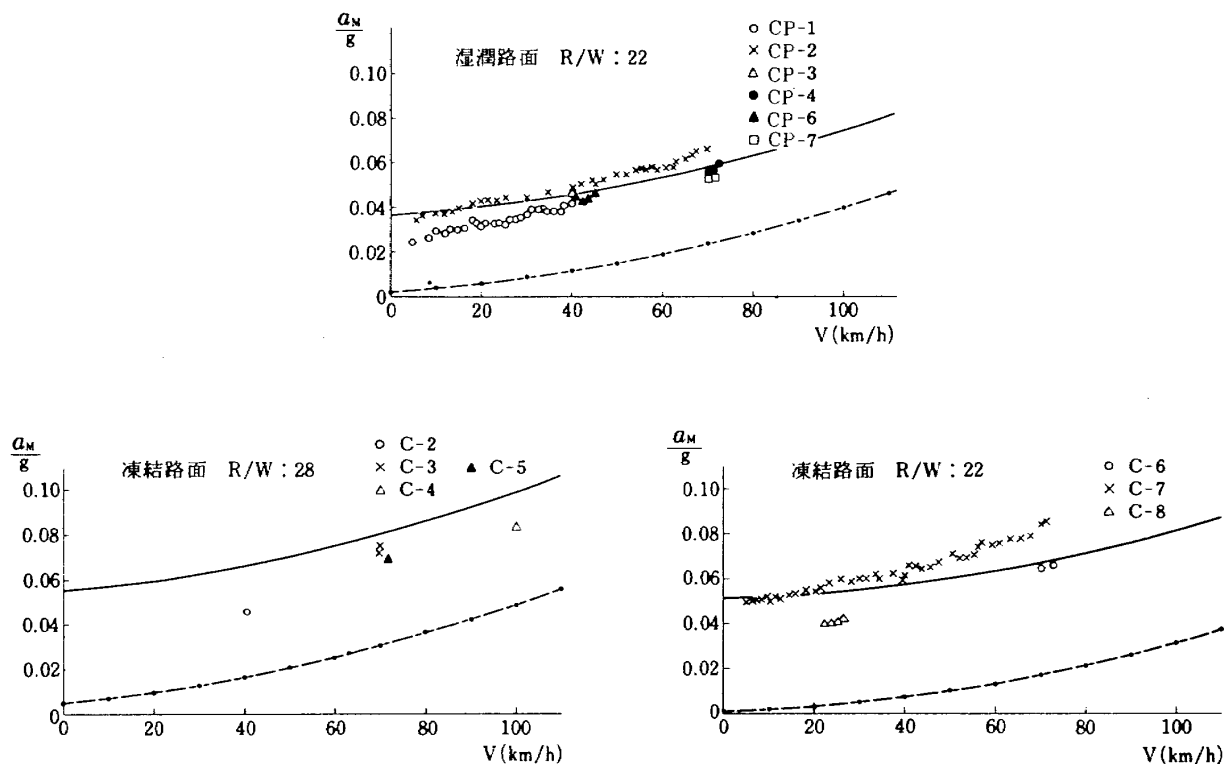 a_M/g
湿潤路面 R/W：22
○ CP-1
× CP-2
△ CP-3
● CP-4
▲ CP-6
□ CP-7
0.10
0.08
0.06
0.04
0.02
0
0 20 40 60 80 100
V(km/h)
a_M/g
凍結路面 R/W：28
○ C-2
× C-3 ▲ C-5
△ C-4
0.10
0.08
0.06
0.04
0.02
0
0 20 40 60 80 100
V(km/h)
a_M/g
凍結路面 R/W：22
○ C-6
× C-7
△ C-8
0.10
0.08
0.06
0.04
0.02
0
0 20 40 60 80 100
V(km/h)